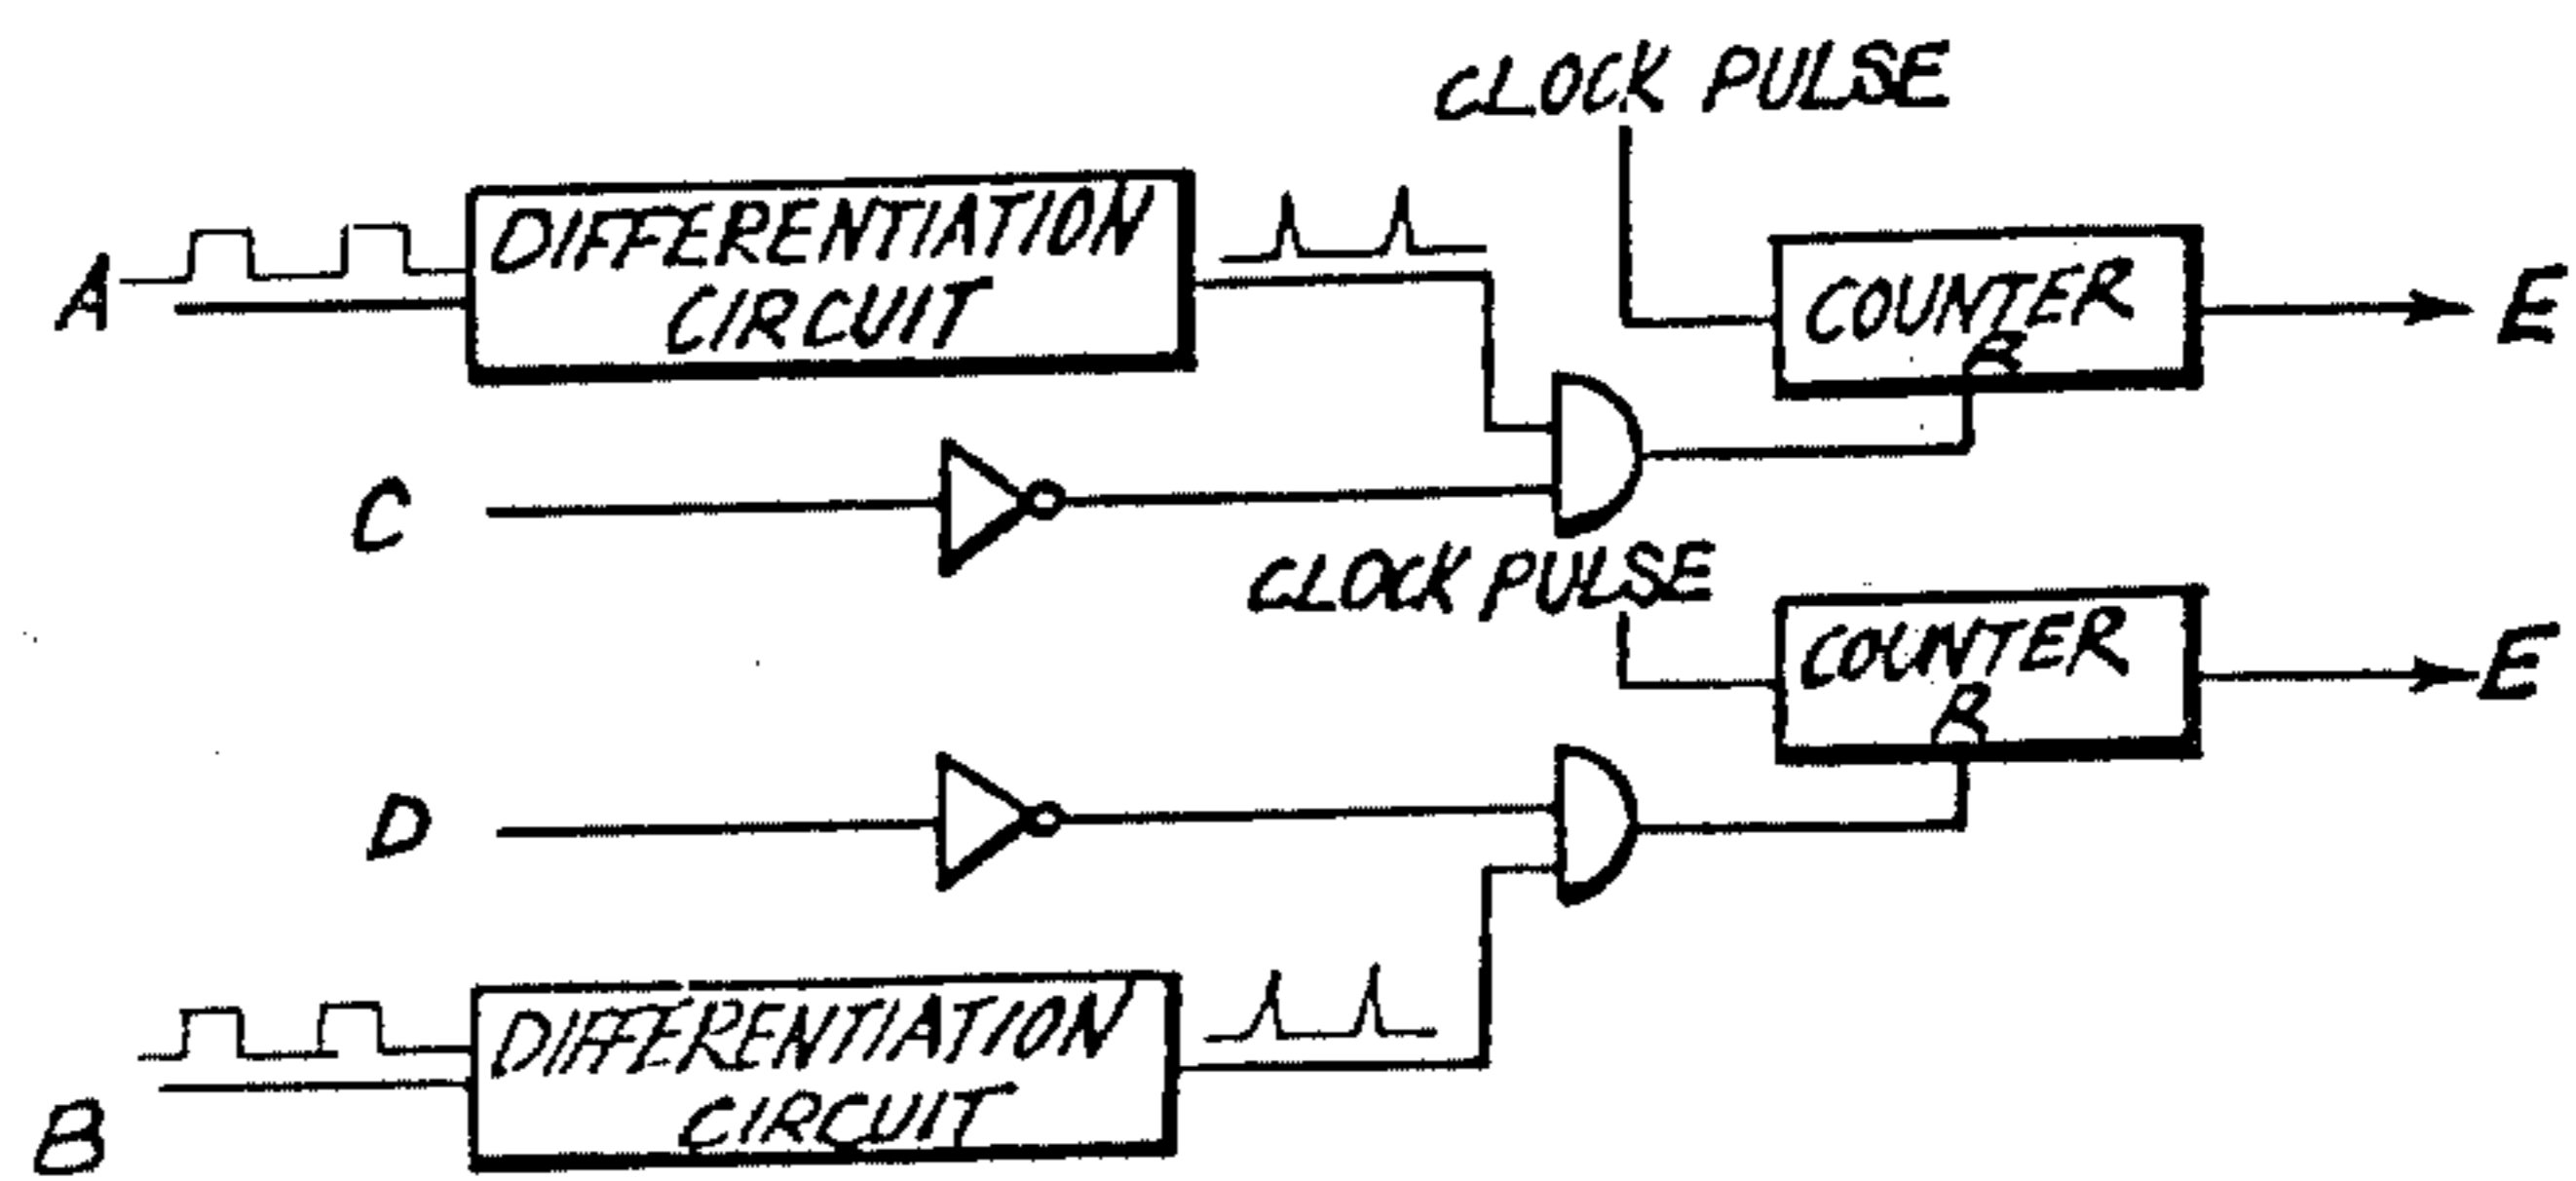 CLOCK PULSE
A
DIFFERENTIATION
CIRCUIT
COUNTER
R
E
C
CLOCK PULSE
COUNTER
R
E
D
B
DIFFERENTIATION
CIRCUIT